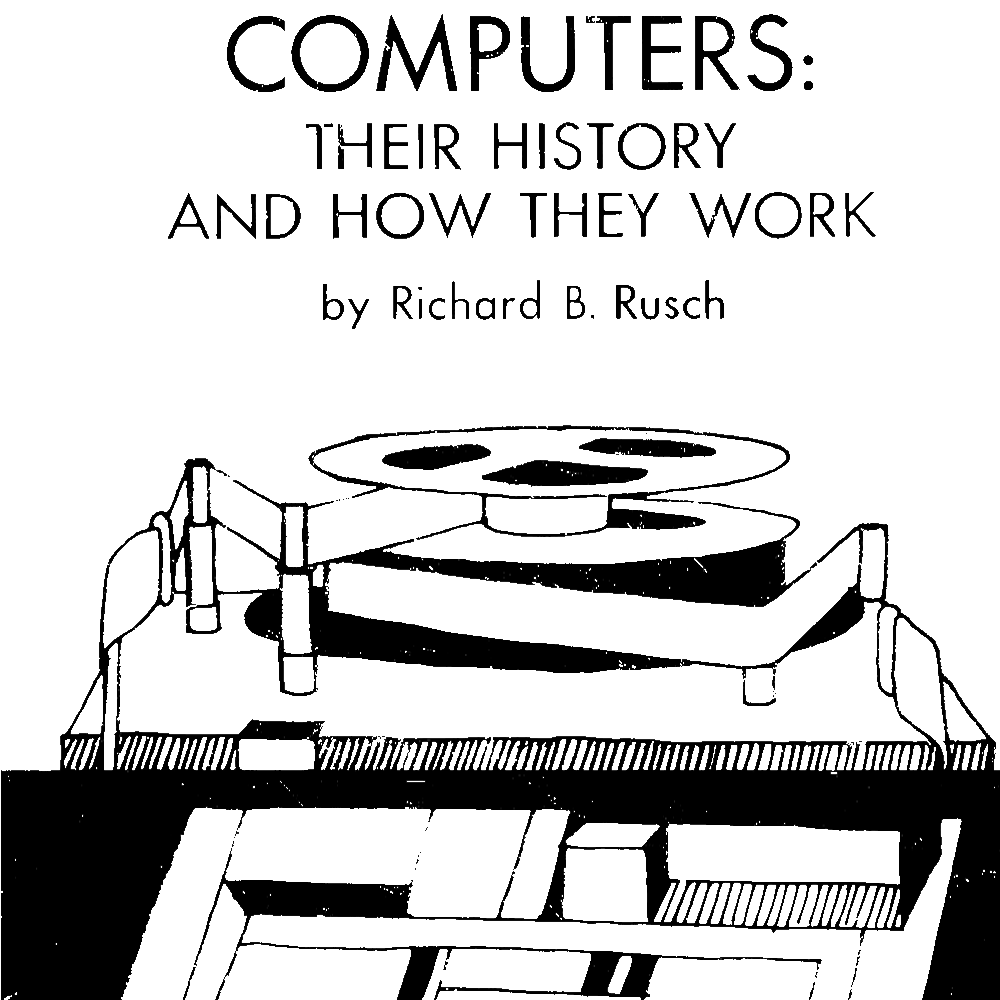 COMPUTERS:
THEIR HISTORY
AND HOW THEY WORK
by Richard B. Rusch